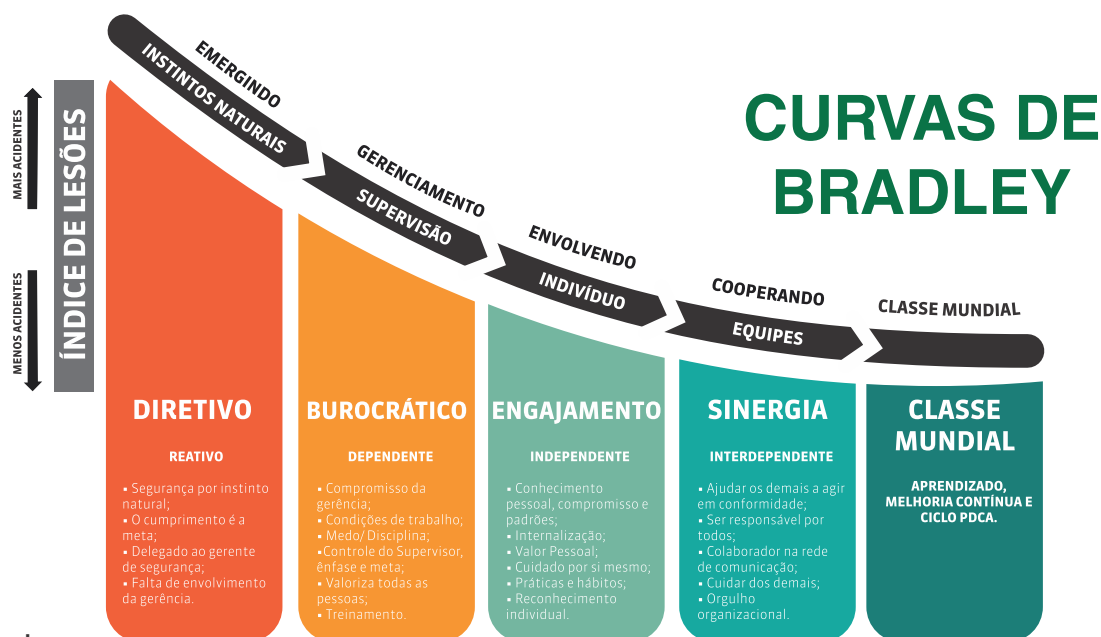 CURVAS DE
BRADLEY
MAIS ACIDENTES
MENOS ACIDENTES
ÍNDICE DE LESÕES
EMERGINDO
INSTINTOS NATURAIS
GERENCIAMENTO
SUPERVISÃO
ENVOLVENDO
INDIVÍDUO
COOPERANDO
EQUIPES
CLASSE MUNDIAL
DIRETIVO
REATIVO
▪ Segurança por instinto
natural;
▪ O cumprimento é a
meta;
▪ Delegado ao gerente
de segurança;
▪ Falta de envolvimento
da gerência.
BUROCRÁTICO
DEPENDENTE
▪ Compromisso da
gerência;
▪ Condições de trabalho;
▪ Medo/ Disciplina;
▪Controle do Supervisor,
ênfase e meta;
▪ Valoriza todas as
pessoas;
▪ Treinamento.
ENGAJAMENTO
INDEPENDENTE
▪ Conhecimento
pessoal, compromisso e
padrões;
▪ Internalização;
▪ Valor Pessoal;
▪ Cuidado por si mesmo;
▪ Práticas e hábitos;
▪ Reconhecimento
individual.
SINERGIA
INTERDEPENDENTE
▪ Ajudar os demais a agir
em conformidade;
▪ Ser responsável por
todos;
▪ Colaborador na rede
de comunicação;
▪ Cuidar dos demais;
▪ Orgulho
organizacional.
CLASSE
MUNDIAL
APRENDIZADO,
MELHORIA CONTÍNUA E
CICLO PDCA.